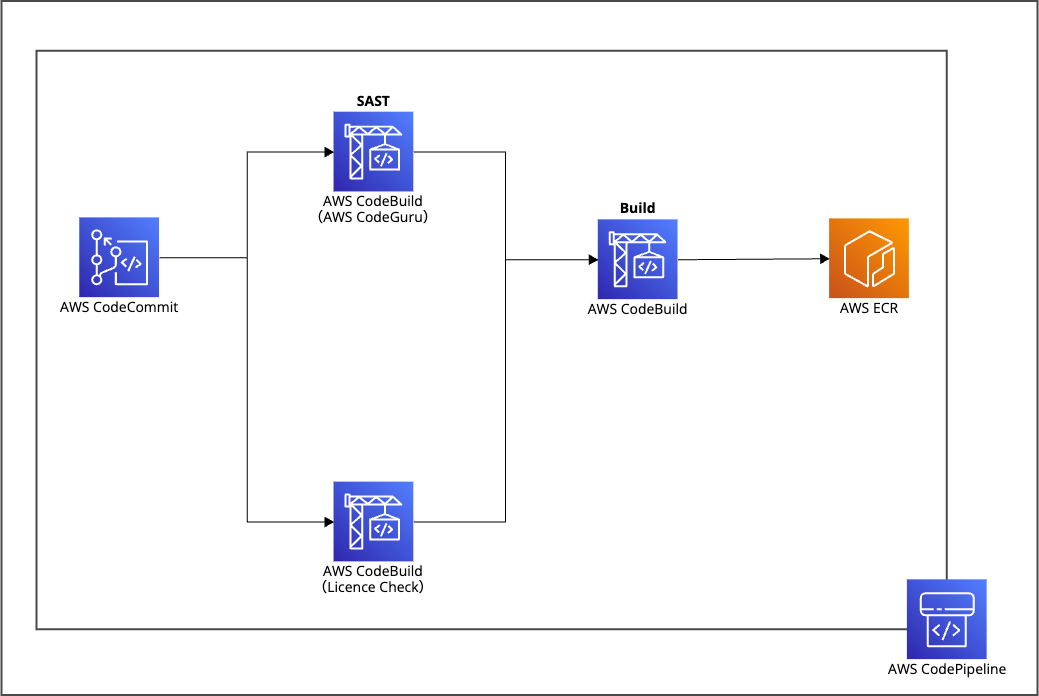 SAST
AWS CodeBuild
(AWS CodeGuru)
AWS CodeCommit
Build
AWS CodeBuild
AWS ECR
AWS CodeBuild
(Licence Check)
AWS CodePipeline